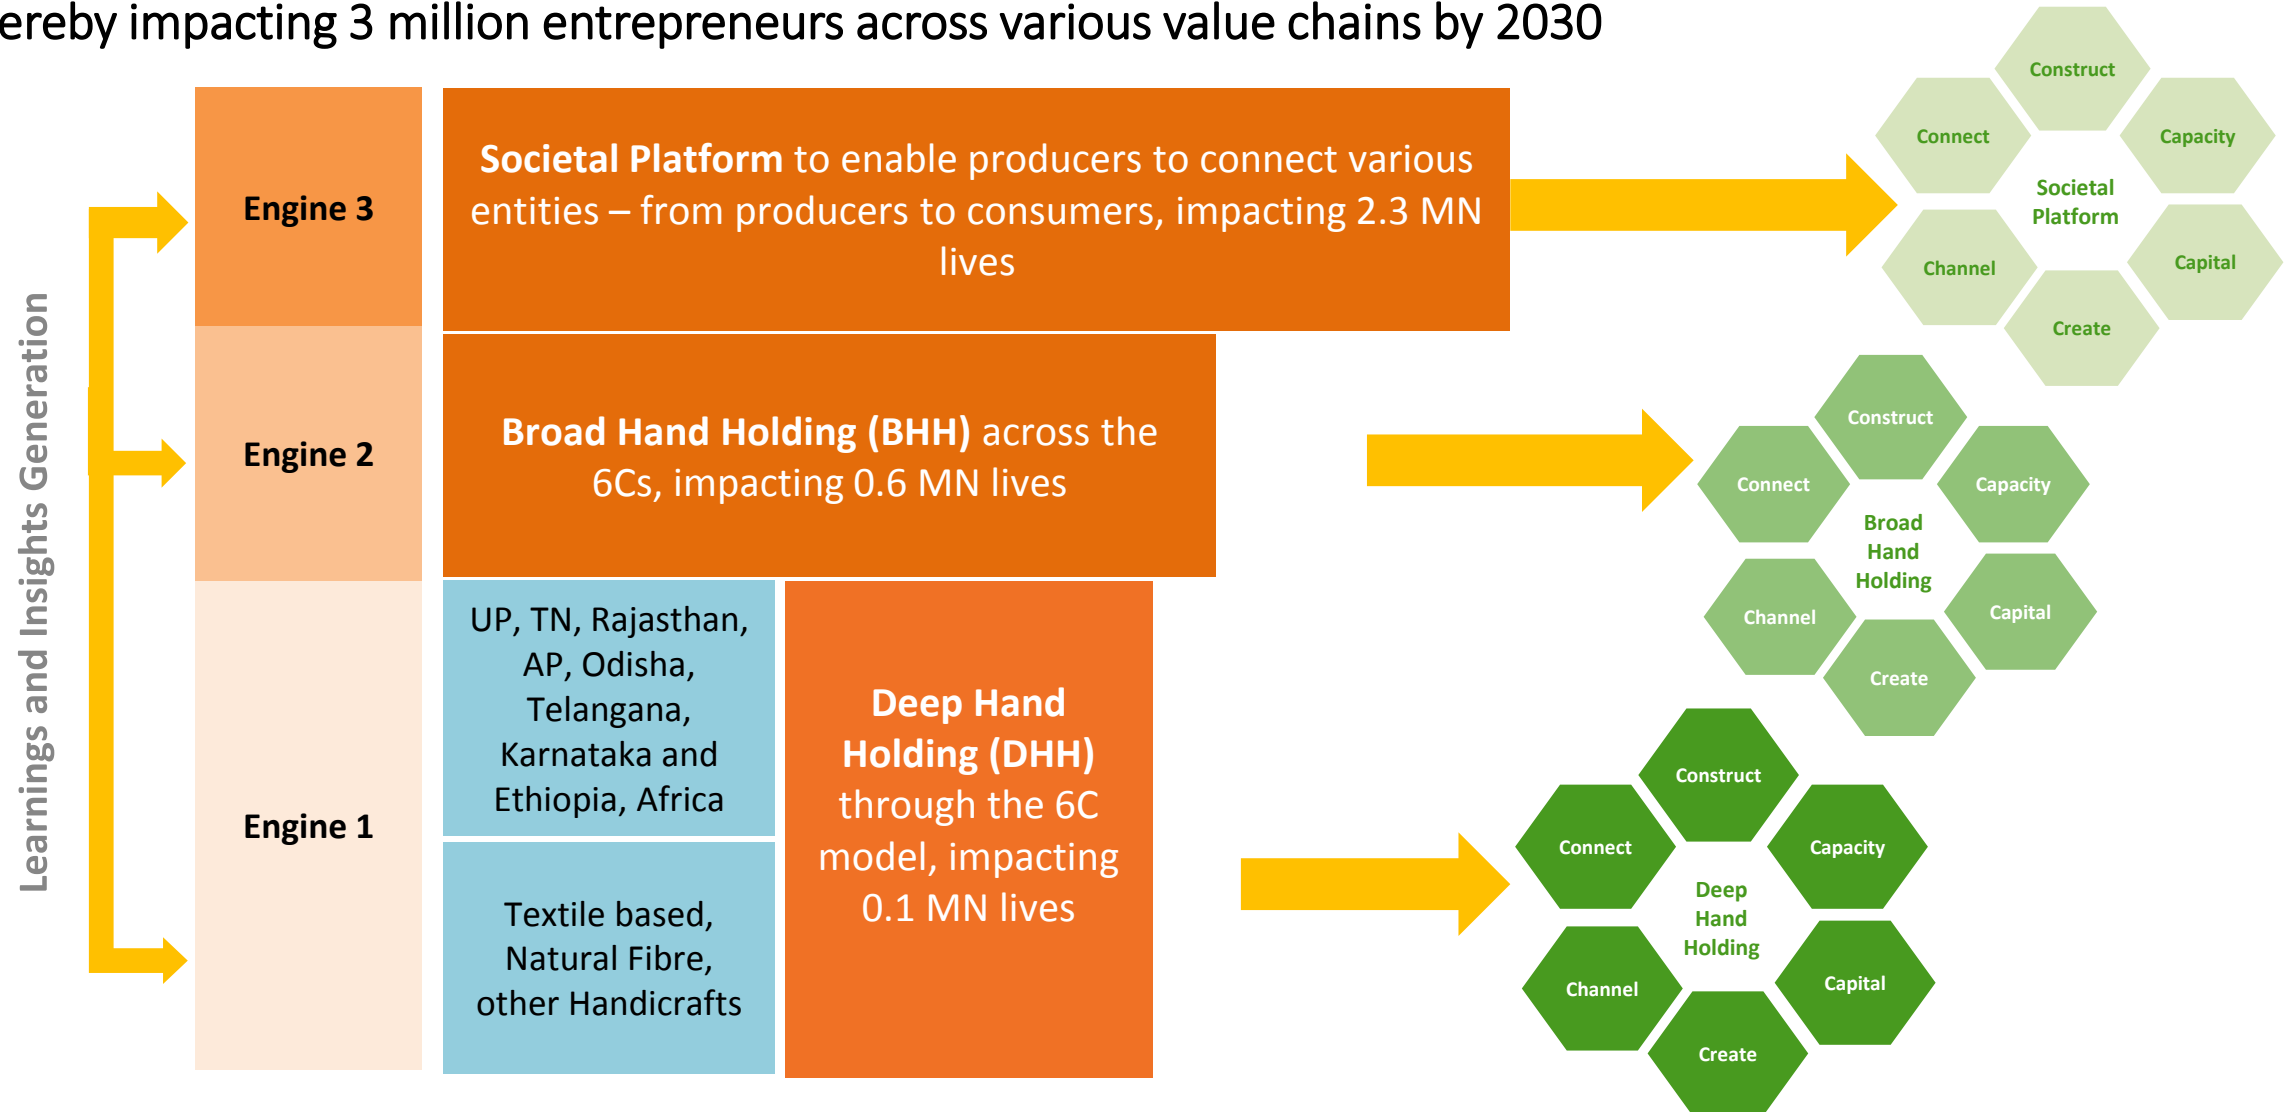 impacting 3 million entrepreneurs across various value chains by 2030
Learnings and Insights Generation
Engine 3
Societal Platform to enable producers to connect various
entities – from producers to consumers, impacting 2.3 MN
lives
Construct
Connect
Capacity
Societal
Platform
Channel
Capital
Create
Engine 2
Broad Hand Holding (BHH) across the
6Cs, impacting 0.6 MN lives
Construct
Connect
Capacity
Broad
Hand
Holding
Channel
Capital
Create
Engine 1
UP, TN, Rajasthan,
AP, Odisha,
Telangana,
Karnataka and
Ethiopia, Africa
Textile based,
Natural Fibre,
other Handicrafts
Deep Hand
Holding (DHH)
through the 6C
model, impacting
0.1 MN lives
Construct
Connect
Capacity
Deep
Hand
Holding
Channel
Capital
Create